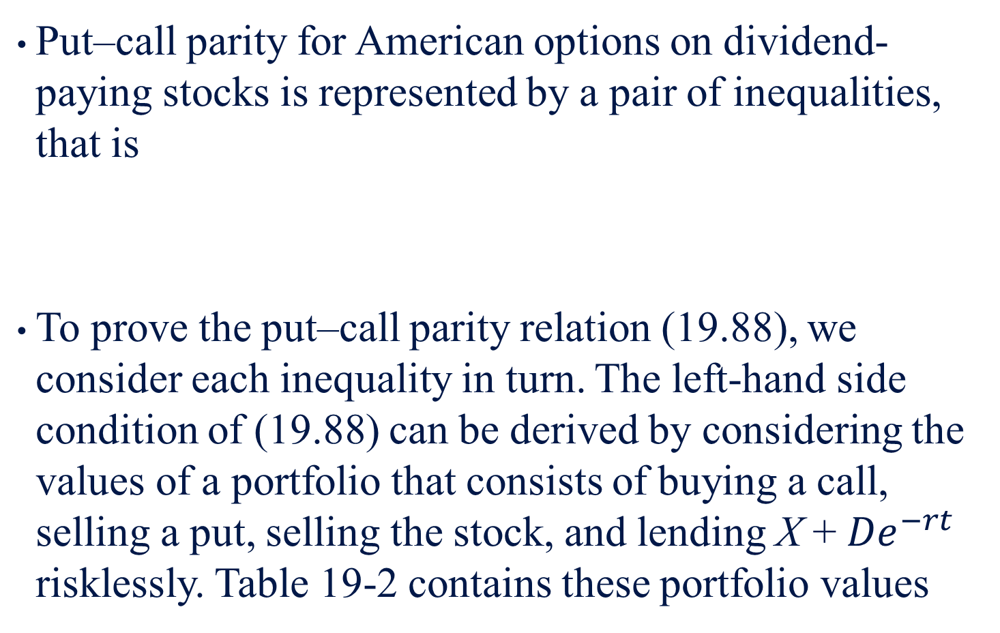 • Put–call parity for American options on dividend-
paying stocks is represented by a pair of inequalities,
that is
• To prove the put–call parity relation (19.88), we
consider each inequality in turn. The left-hand side
condition of (19.88) can be derived by considering the
values of a portfolio that consists of buying a call,
selling a put, selling the stock, and lending X + De^{−rt}
risklessly. Table 19-2 contains these portfolio values